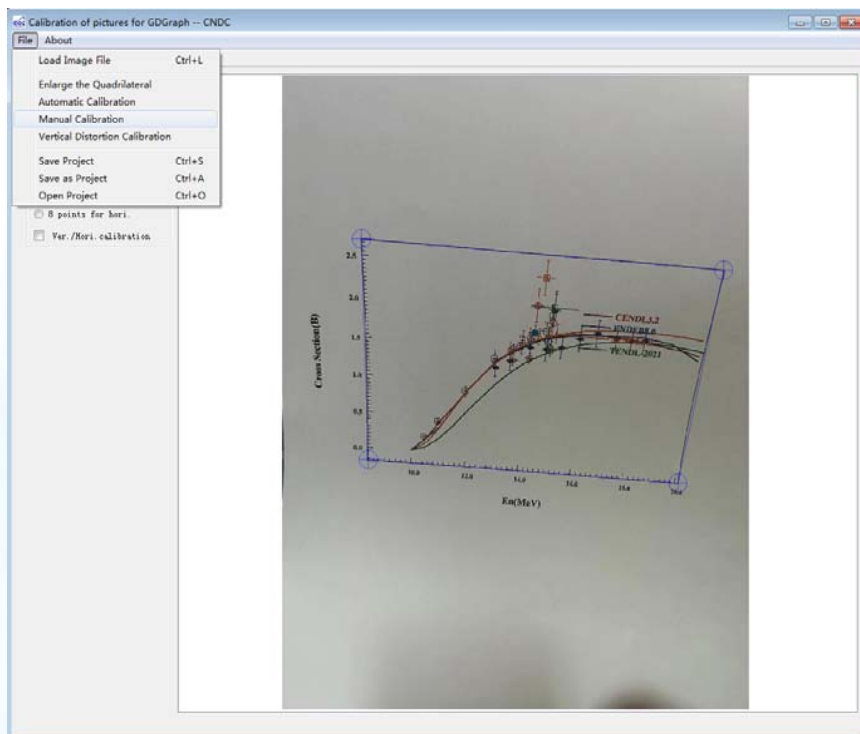 Calibration of pictures for GDGraph -- CNDC
File About
Load Image File Ctrl+L
Enlarge the Quadrilateral
Automatic Calibration
Manual Calibration
Vertical Distortion Calibration
Save Project Ctrl+S
Save as Project Ctrl+A
Open Project Ctrl+O
8 points for hori.
Var./Hori.calibration
2.5
2.0
1.5
1.0
0.5
0.0
Cross Section(B)
CENDL3.2
TENDL-2021
10.0 12.0 14.0 16.0 18.0 20.0
En(MeV)